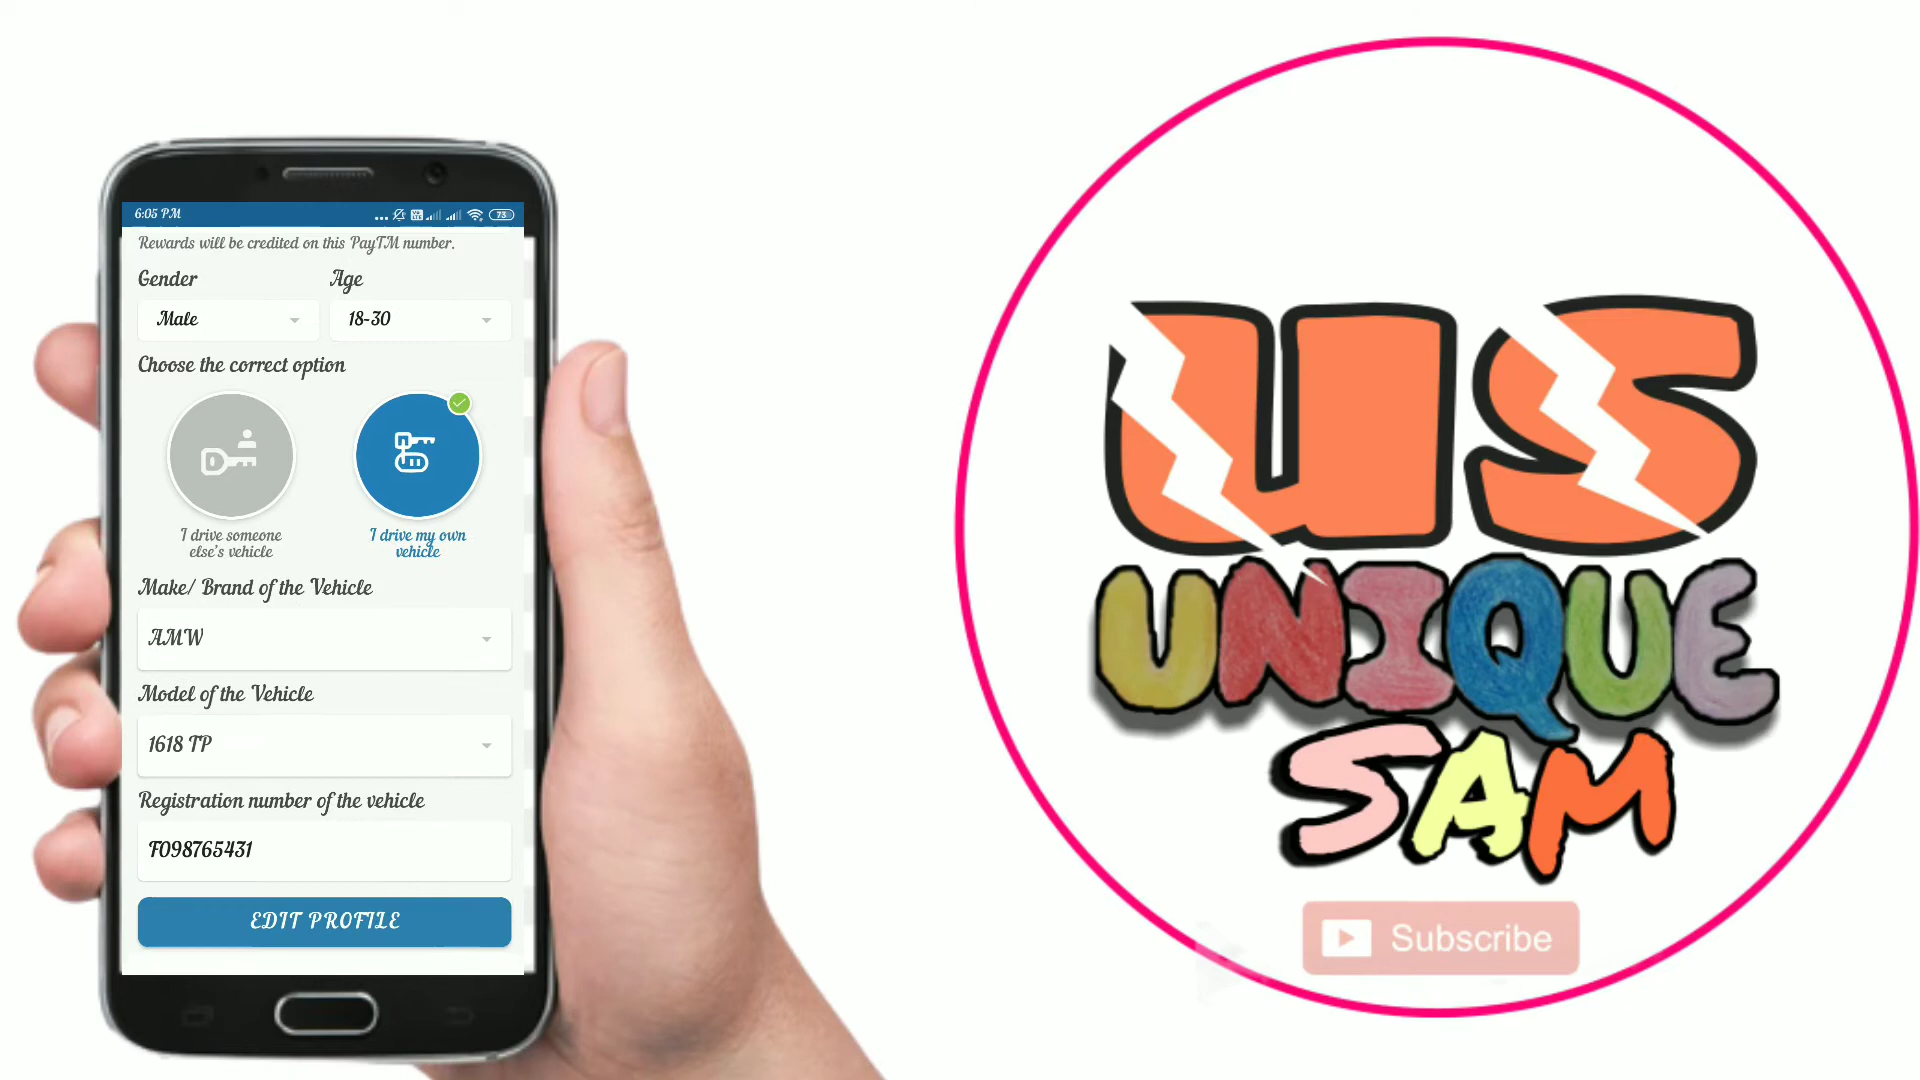 6:05 PM
73
Rewards will be credited on this PayTM number.
Gender
Age
Male
18-30
Choose the correct option
I drive someone
else's vehicle
I drive my own
vehicle
Make/ Brand of the Vehicle
AMW
Model of the Vehicle
1618 TP
Registration number of the vehicle
F098765431
EDIT PROFILE
US
UNIQUE
SAM
Subscribe